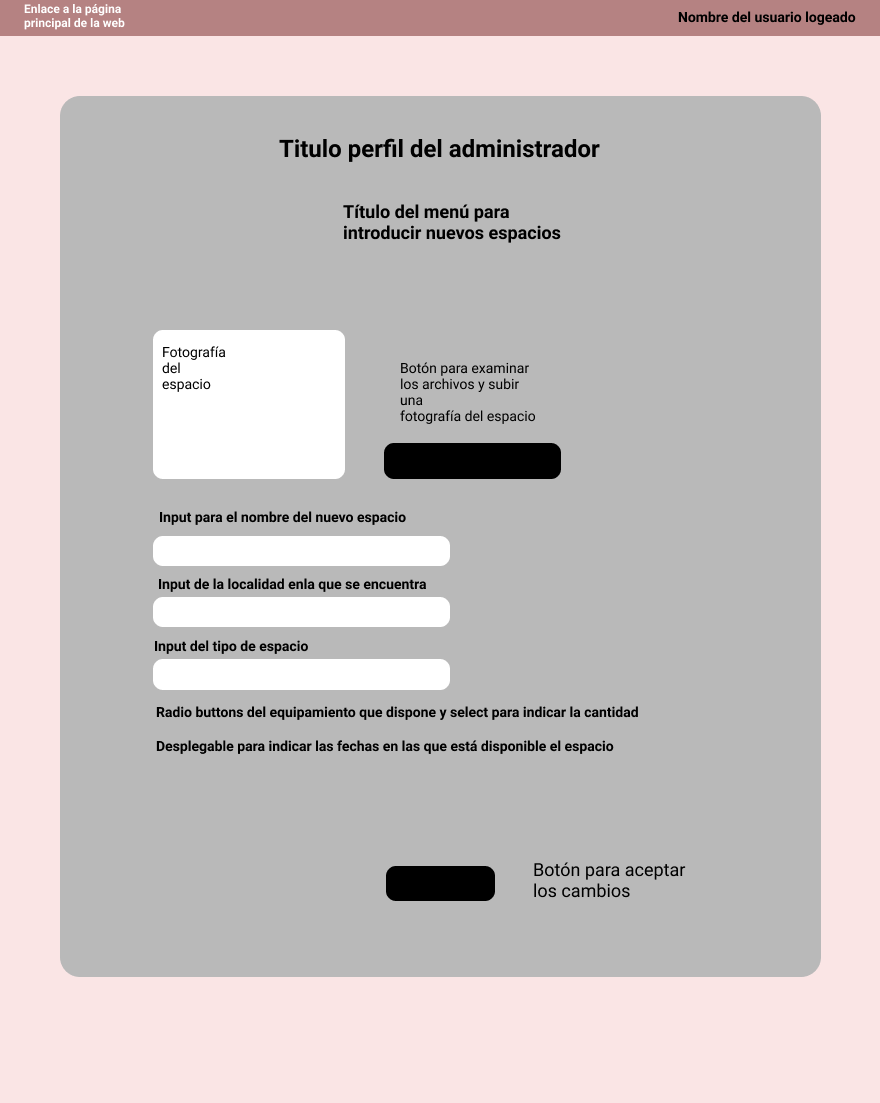 Enlace a la página
principal de la web
Nombre del usuario logeado
Titulo perfil del administrador
Título del menú para
introducir nuevos espacios
Fotografía
del
espacio
Botón para examinar
los archivos y subir
una
fotografía del espacio
Input para el nombre del nuevo espacio
Input de la localidad enla que se encuentra
Input del tipo de espacio
Radio buttons del equipamiento que dispone y select para indicar la cantidad
Desplegable para indicar las fechas en las que está disponible el espacio
Botón para aceptar
los cambios